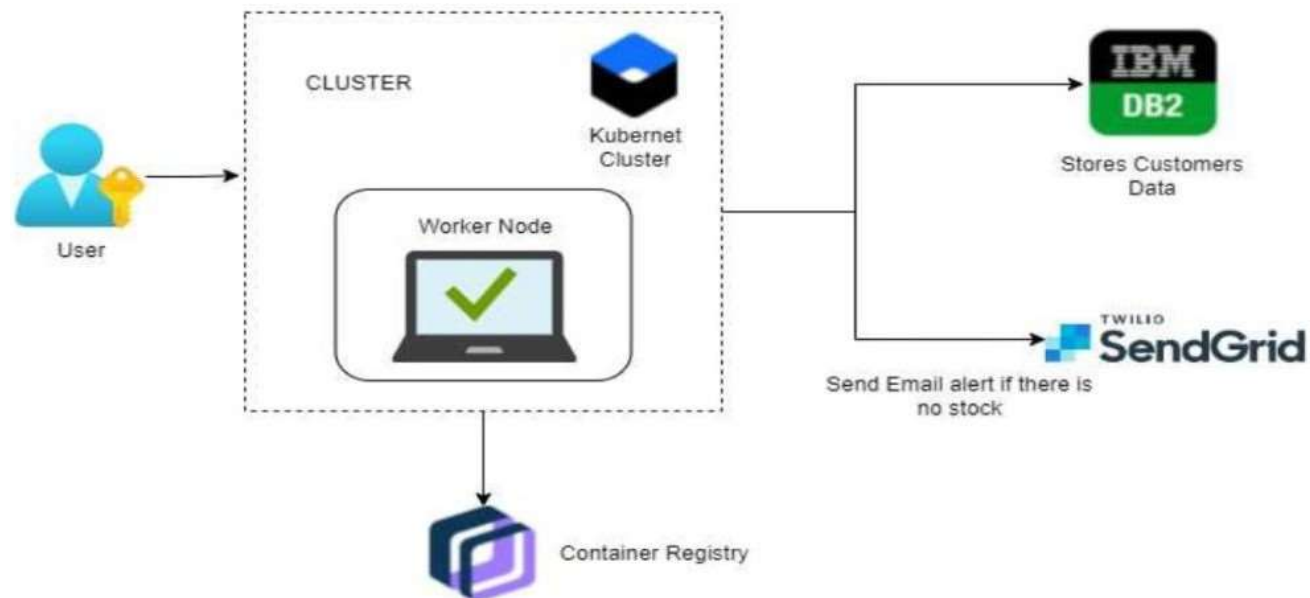 CLUSTER
Kubernet
Cluster
Worker Node
User
IBM
DB2
Stores Customers
Data
TWILIO
SendGrid
Send Email alert if there is
no stock
Container Registry